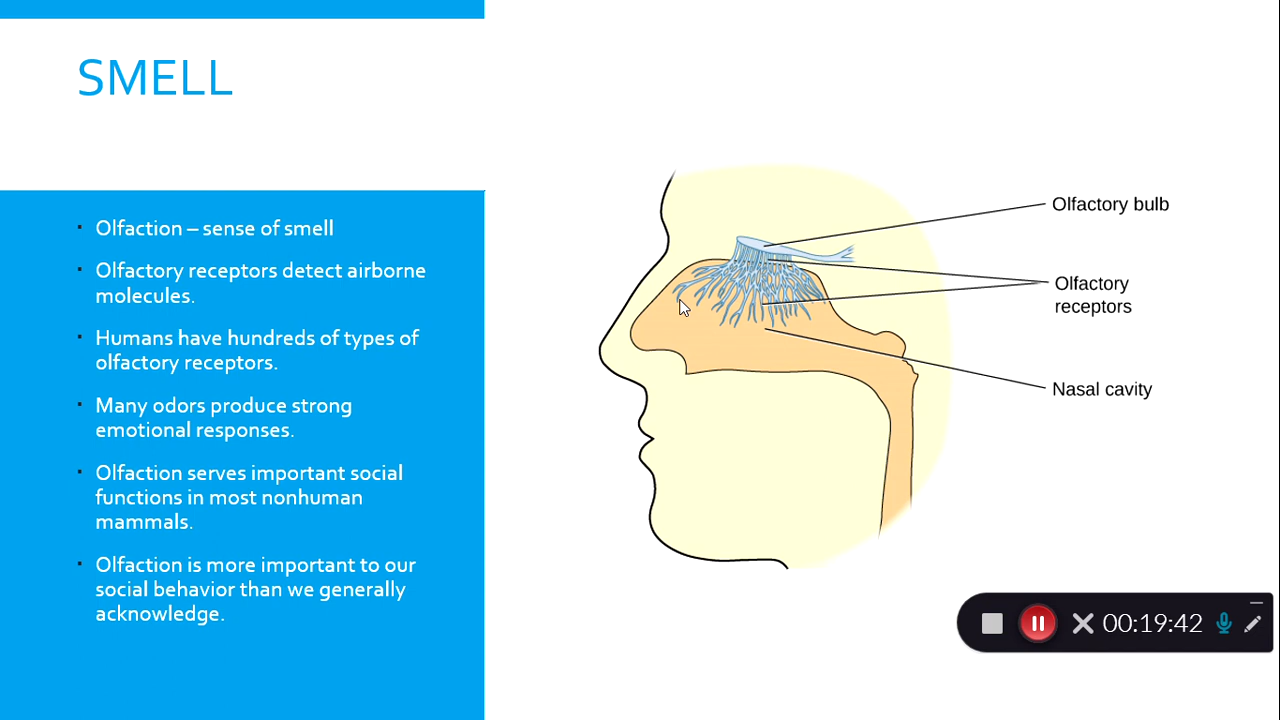 SMELL
▪ Olfaction – sense of smell
▪ Olfactory receptors detect airborne
molecules.
▪ Humans have hundreds of types of
olfactory receptors.
▪ Many odors produce strong
emotional responses.
▪ Olfaction serves important social
functions in most nonhuman
mammals.
▪ Olfaction is more important to our
social behavior than we generally
acknowledge.
Olfactory bulb
Olfactory
receptors
Nasal cavity
00:19:42